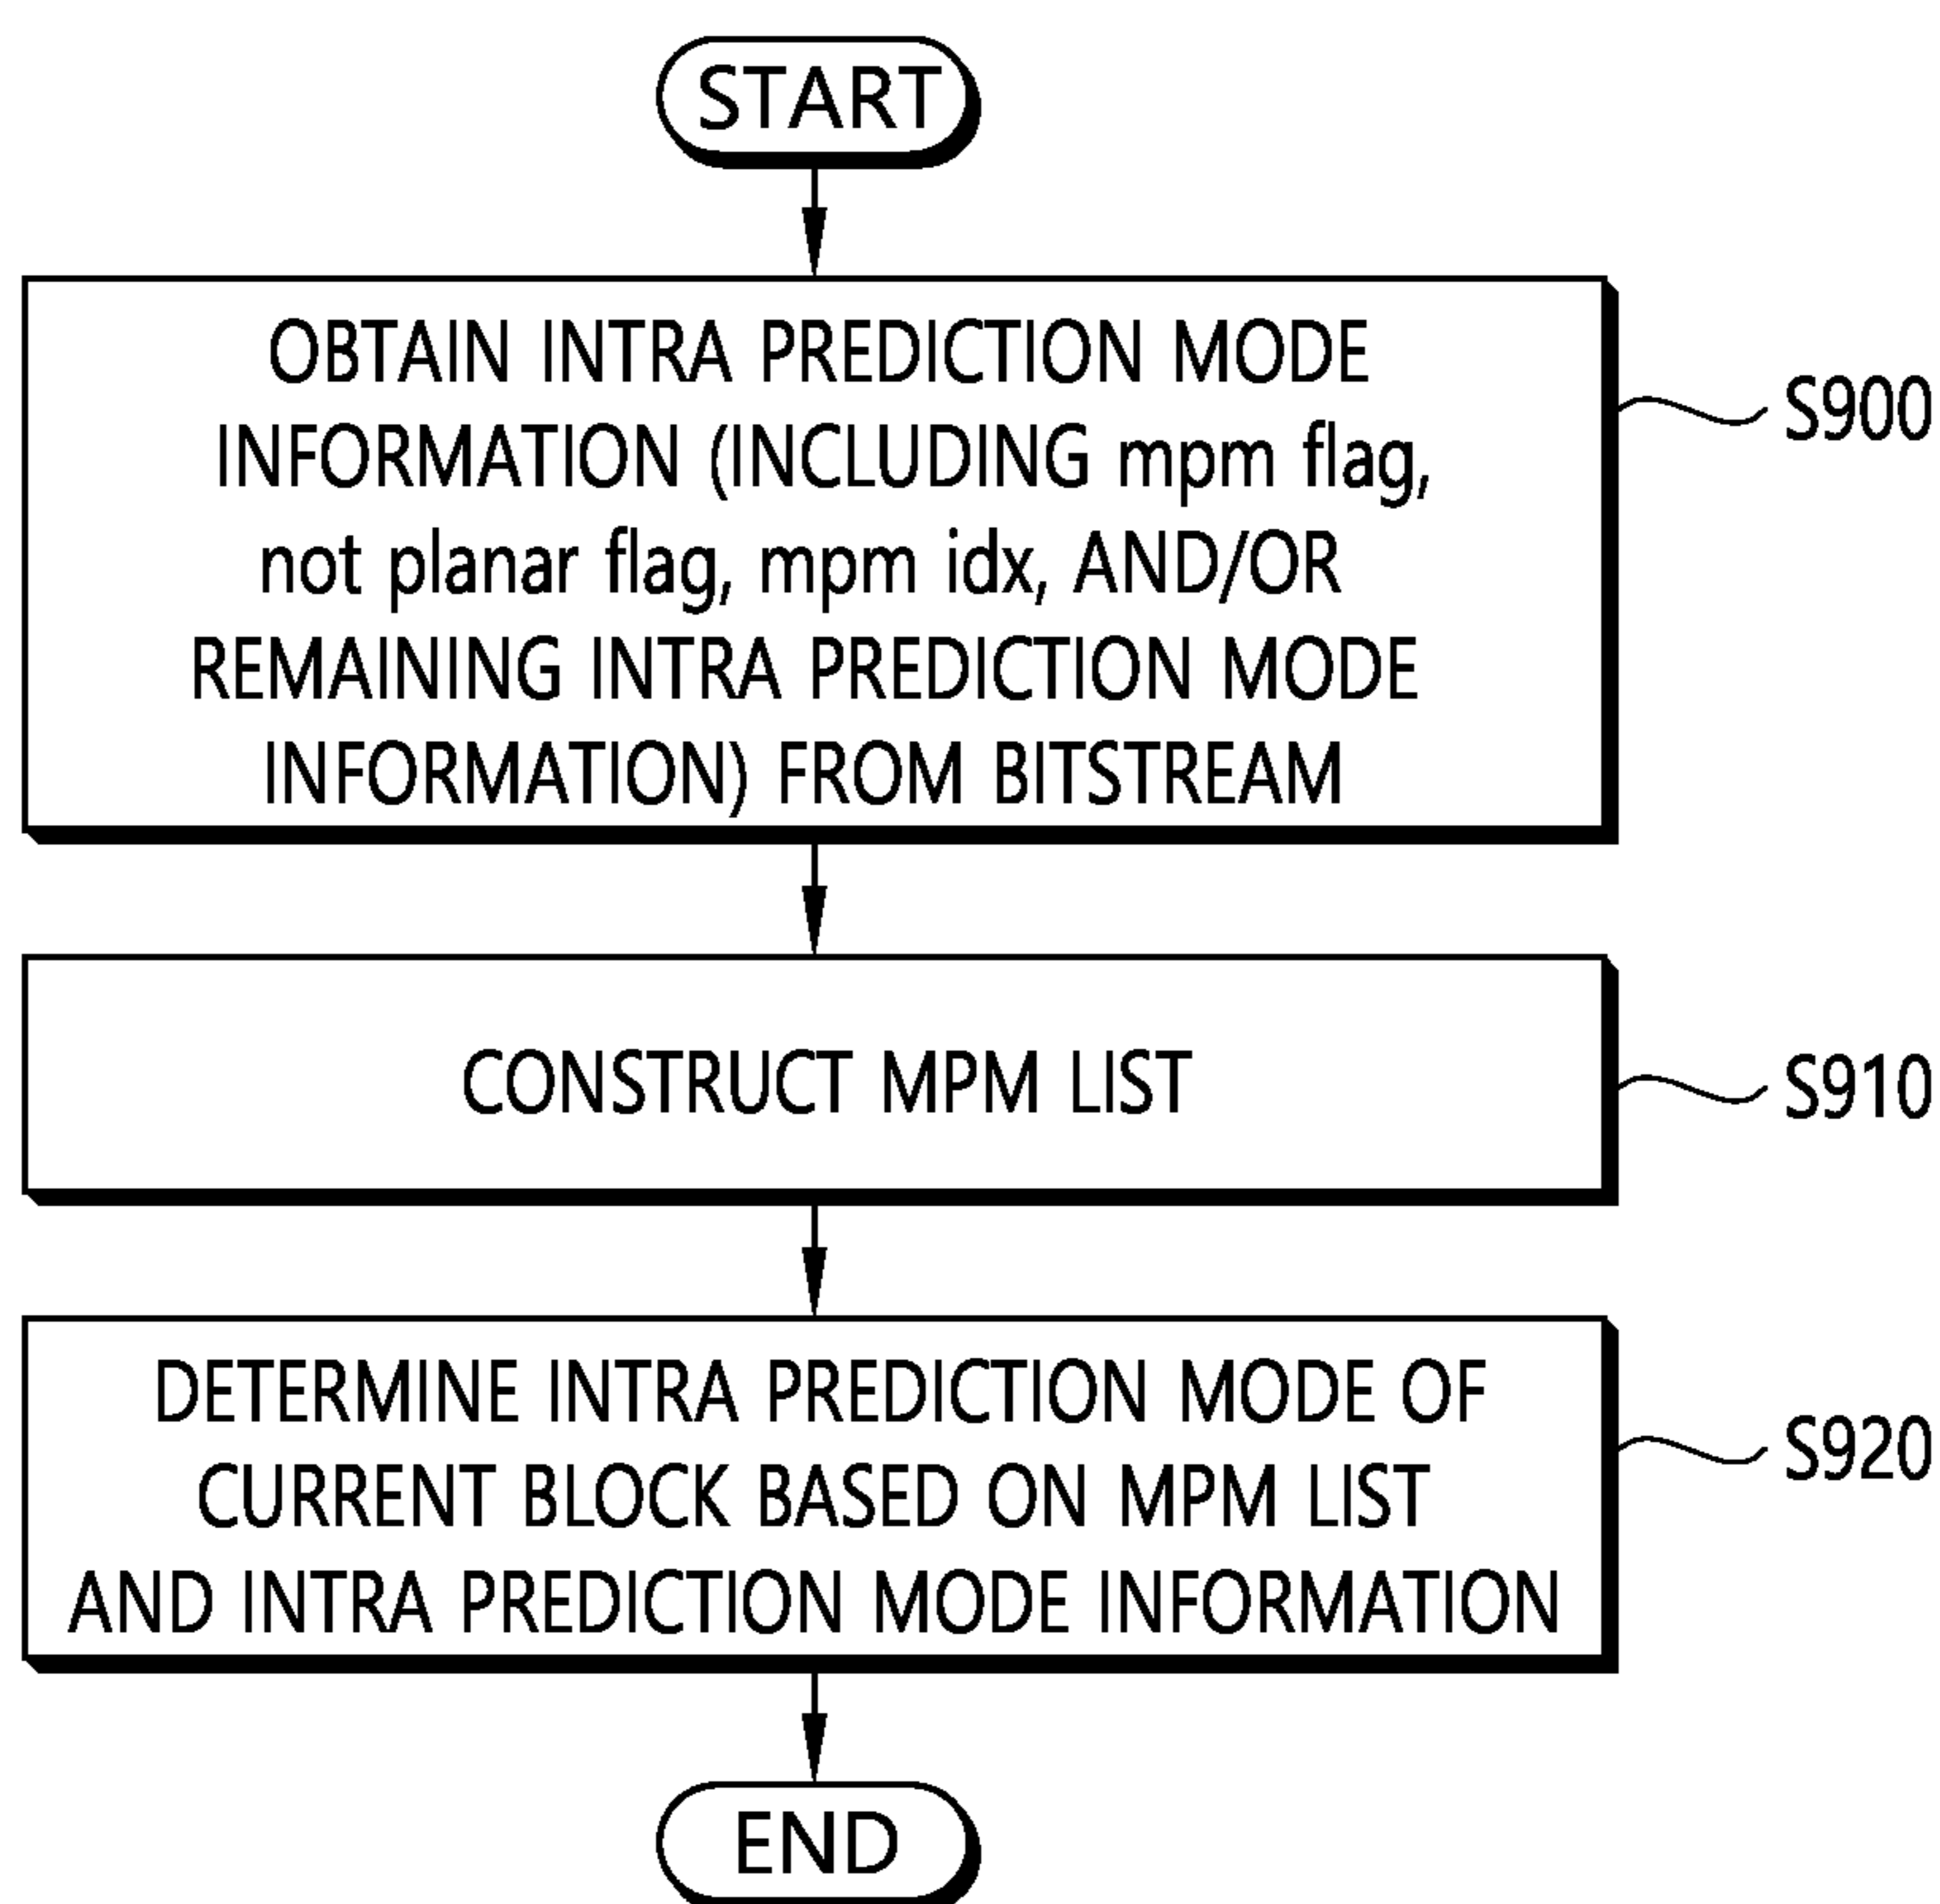 START
OBTAIN INTRA PREDICTION MODE
INFORMATION (INCLUDING mpm flag,
not planar flag, mpm idx, AND/OR
REMAINING INTRA PREDICTION MODE
INFORMATION) FROM BITSTREAM
S900
CONSTRUCT MPM LIST
S910
DETERMINE INTRA PREDICTION MODE OF
CURRENT BLOCK BASED ON MPM LIST
AND INTRA PREDICTION MODE INFORMATION
S920
END